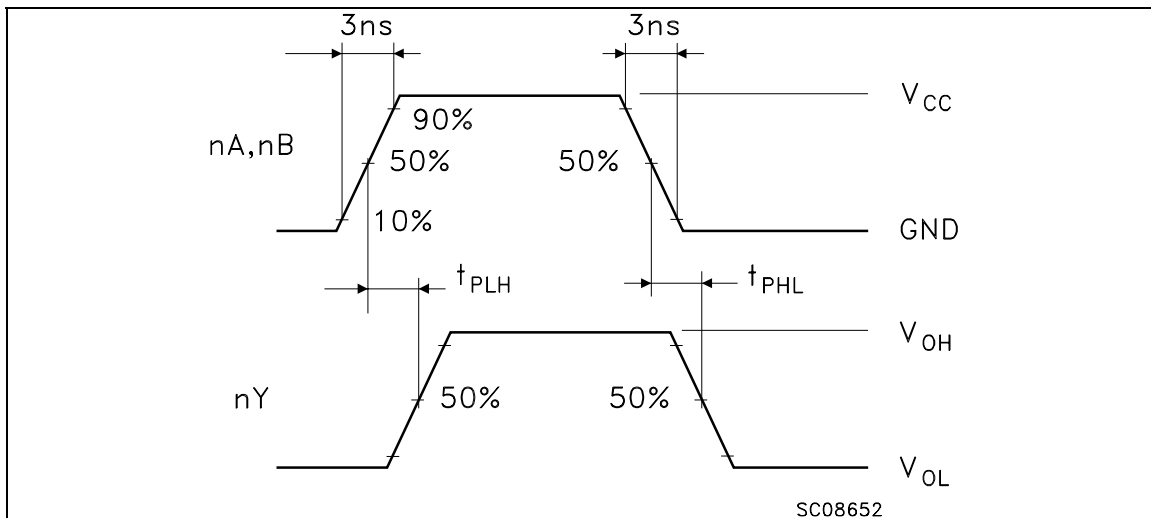 3ns 3ns
V_CC
90%
nA,nB 50% 50%
10% GND
t_PLH t_PHL
V_OH
nY 50% 50%
V_OL
SC08652